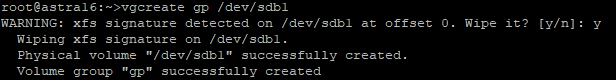 root@astra16:~>vgcreate gp /dev/sdb1
WARNING: xfs signature detected on /dev/sdb1 at offset 0. Wipe it? [y/n]: y
  Wiping xfs signature on /dev/sdb1.
  Physical volume "/dev/sdb1" successfully created.
  Volume group "gp" successfully created